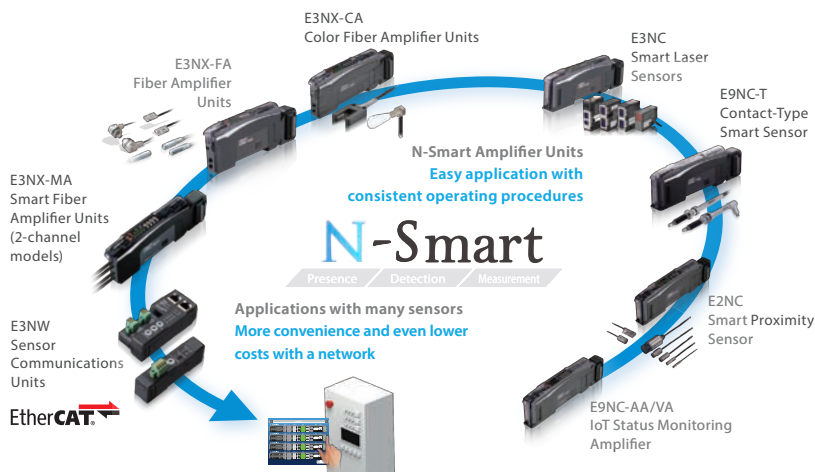 E3NX-CA
Color Fiber Amplifier Units
E3NX-FA
Fiber Amplifier
Units
E3NC
Smart Laser
Sensors
E9NC-T
Contact-Type
Smart Sensor
N-Smart Amplifier Units
Easy application with
consistent operating procedures
E3NX-MA
Smart Fiber
Amplifier Units
(2-channel
models)
N-Smart
Presence Detection Measurement
Applications with many sensors
More convenience and even lower
costs with a network
E2NC
Smart Proximity
Sensor
E3NW
Sensor
Communications
Units
EtherCAT®
E9NC-AA/VA
IoT Status Monitoring
Amplifier